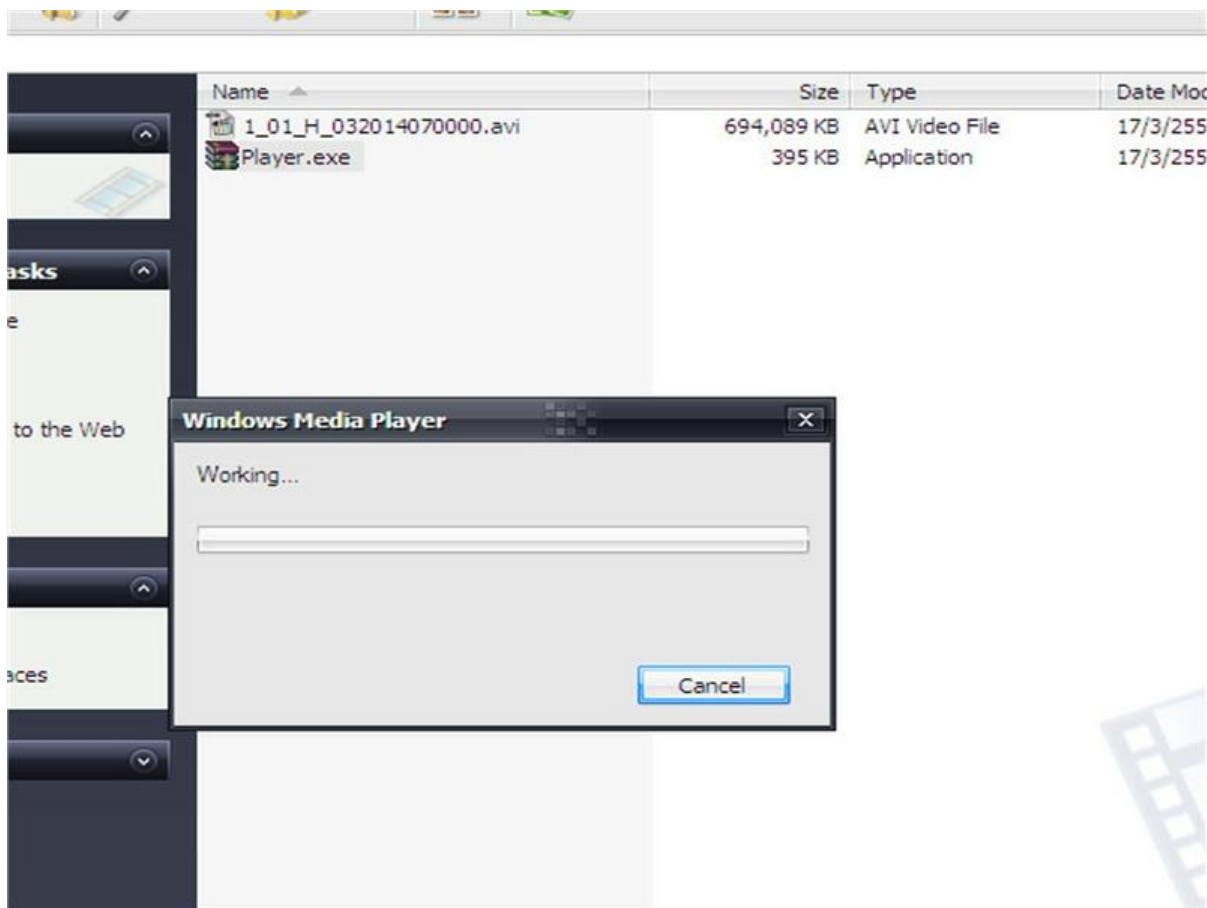 Name Size Type Date Mod
1_01_H_032014070000.avi 694,089 KB AVI Video File 17/3/255
Player.exe 395 KB Application 17/3/255
asks
e
to the Web
Windows Media Player
Working...
Cancel
aces